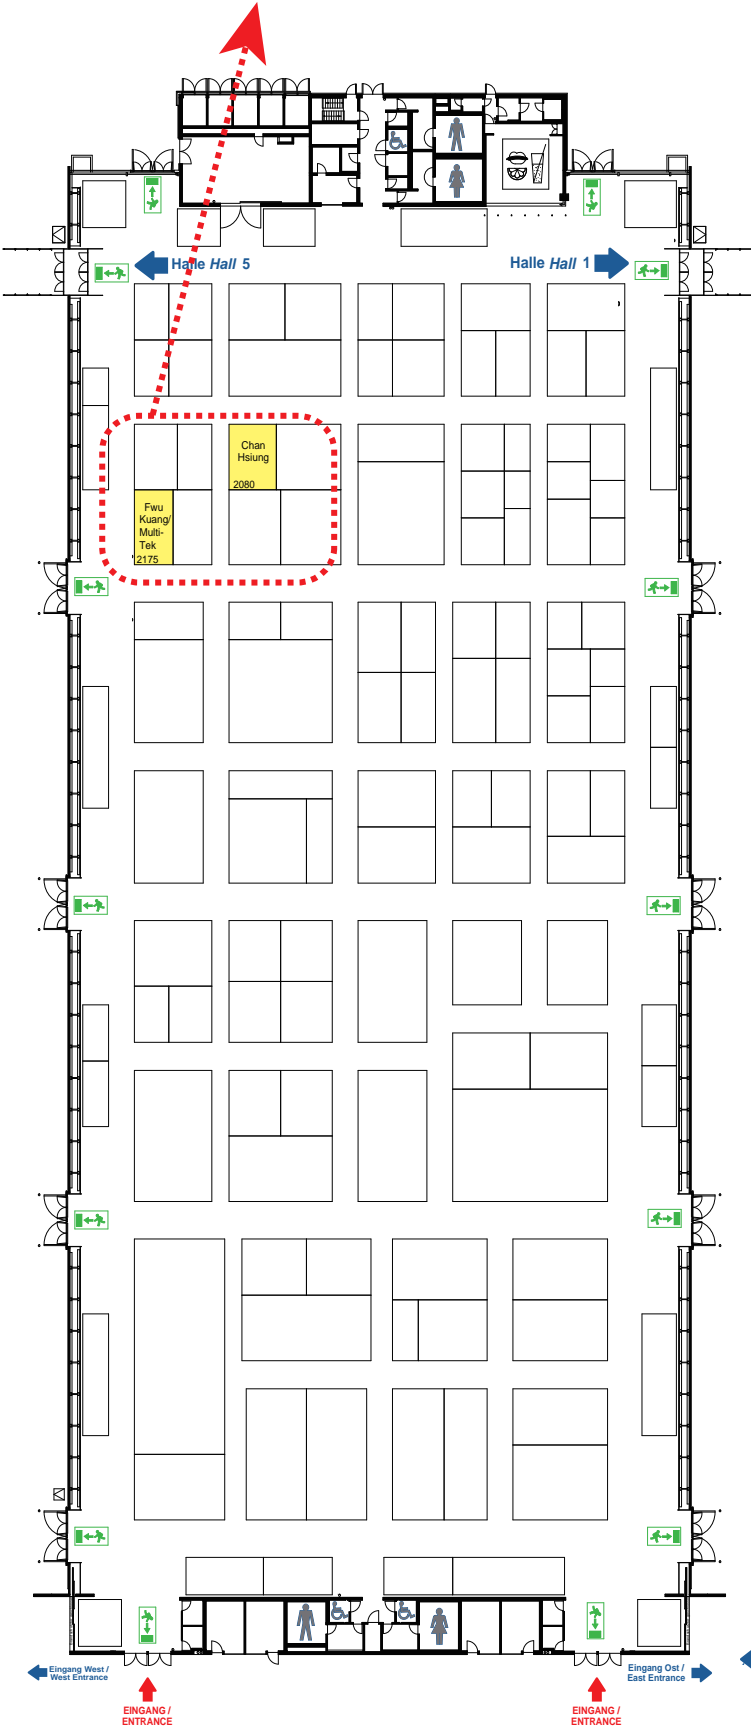 Halle Hall 5
Halle Hall 1
Chan
Hsiung
2080
Fwu
Kuang/
Multi-
Tek
2175
Eingang West /
West Entrance
Eingang Ost /
East Entrance
EINGANG /
ENTRANCE
EINGANG /
ENTRANCE